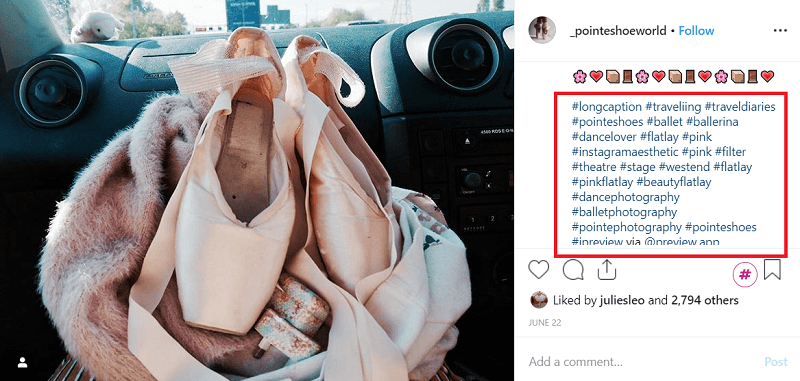 _pointeshoeworld • Follow
#longcaption #traveliing #traveldiaries
#pointeshoes #ballet #ballerina
#dancelover #flatlay #pink
#instagramaesthetic #pink #filter
#theatre #stage #westend #flatlay
#pinkflatlay #beautyflatlay
#dancephotography
#balletphotography
#pointephotography #pointeshoes
#inpreview via @preview.app
#
Liked by juliesleo and 2,794 others
JUNE 22
Add a comment... Post